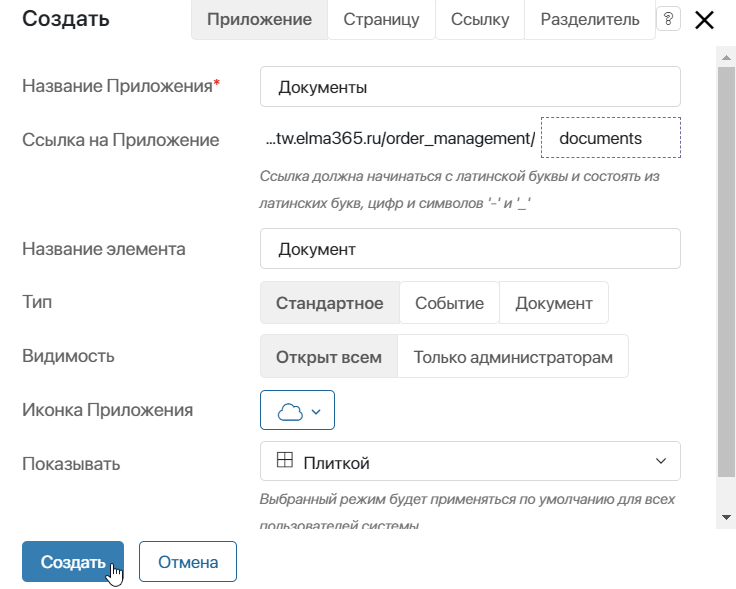 Создать Приложение Страницу Ссылку Разделитель ?
Название Приложения* Документы
Ссылка на Приложение ...tw.elma365.ru/order_management/ documents
Ссылка должна начинаться с латинской буквы и состоять из
латинских букв, цифр и символов '-' и '_'
Название элемента Документ
Тип Стандартное Событие Документ
Видимость Открыт всем Только администраторам
Иконка Приложения
Показывать Плиткой
Выбранный режим будет применяться по умолчанию для всех
пользователей системы
Создать Отмена